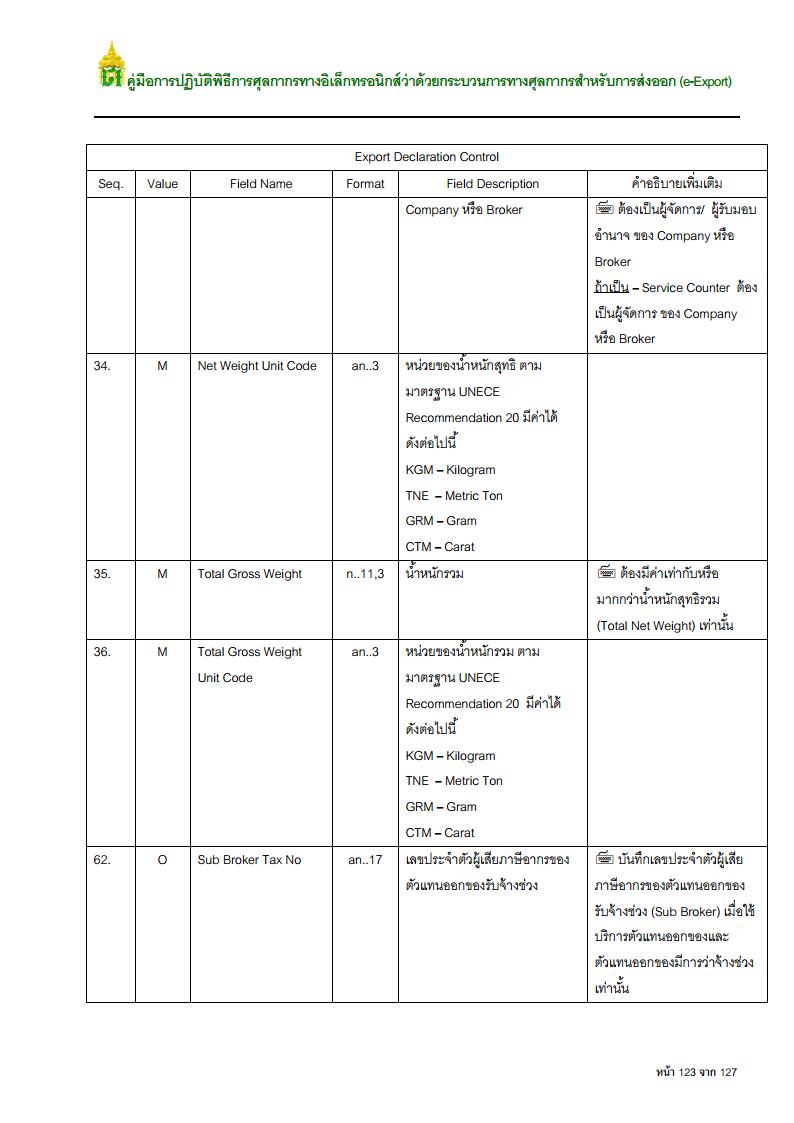 คู่มือการปฏิบัติพิธีการศุลกากรทางอิเล็กทรอนิกส์ว่าด้วยกระบวนการทางศุลกากรสำหรับการส่งออก (e-Export)
Export Declaration Control
Seq. Value Field Name Format Field Description คำอธิบายเพิ่มเติม
Company หรือ Broker
ต้องเป็นผู้จัดการ/ ผู้รับมอบ
อำนาจ ของ Company หรือ
Broker
ถ้าเป็น – Service Counter ต้อง
เป็นผู้จัดการ ของ Company
หรือ Broker
34. M Net Weight Unit Code an..3 หน่วยของน้ำหนักสุทธิ ตาม
มาตรฐาน UNECE
Recommendation 20 มีค่าได้
ดังต่อไปนี้
KGM – Kilogram
TNE – Metric Ton
GRM – Gram
CTM – Carat
35. M Total Gross Weight n..11,3 น้ำหนักรวม
ต้องมีค่าเท่ากับหรือ
มากกว่าน้ำหนักสุทธิรวม
(Total Net Weight) เท่านั้น
36. M Total Gross Weight
Unit Code
an..3 หน่วยของน้ำหนักรวม ตาม
มาตรฐาน UNECE
Recommendation 20 มีค่าได้
ดังต่อไปนี้
KGM – Kilogram
TNE – Metric Ton
GRM – Gram
CTM – Carat
62. O Sub Broker Tax No an..17 เลขประจำตัวผู้เสียภาษีอากรของ
ตัวแทนออกของรับจ้างช่วง
บันทึกเลขประจำตัวผู้เสีย
ภาษีอากรของตัวแทนออกของ
รับจ้างช่วง (Sub Broker) เมื่อใช้
บริการตัวแทนออกของและ
ตัวแทนออกของมีการว่าจ้างช่วง
เท่านั้น
หน้า 123 จาก 127